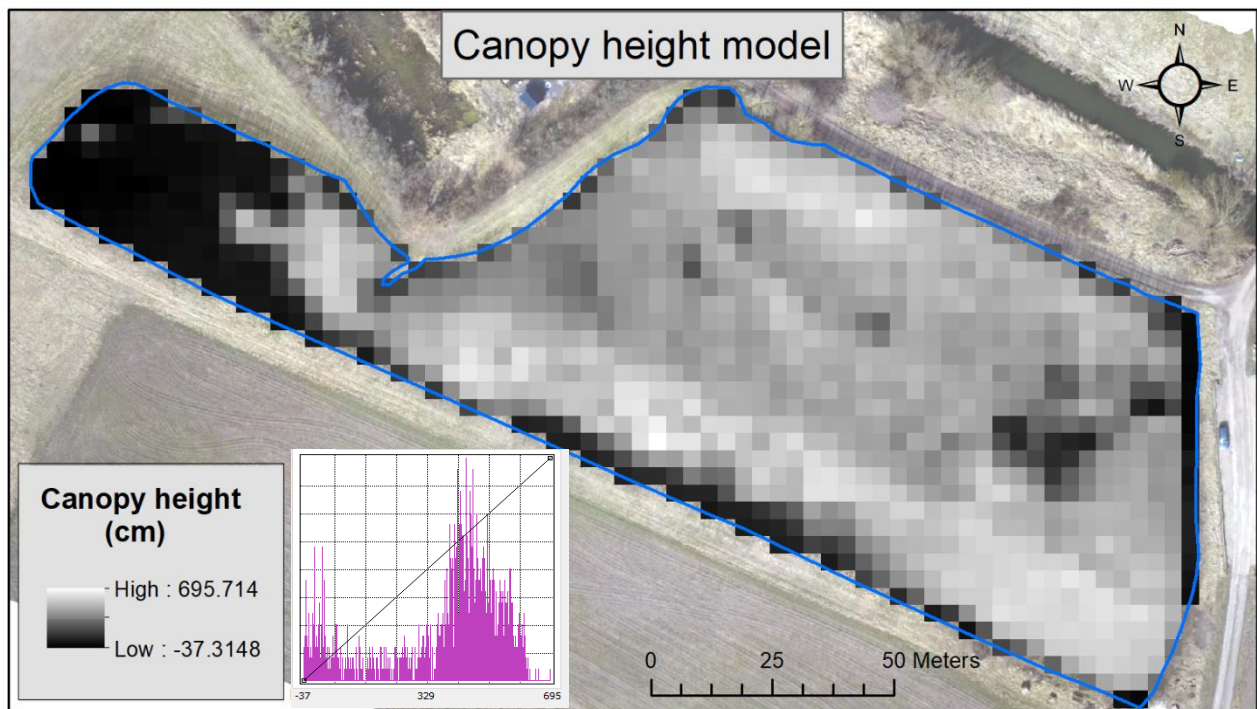 Canopy height model
N
W
E
S
Canopy height
(cm)
High : 695.714
Low : -37.3148
-37
329
695
0
25
50 Meters